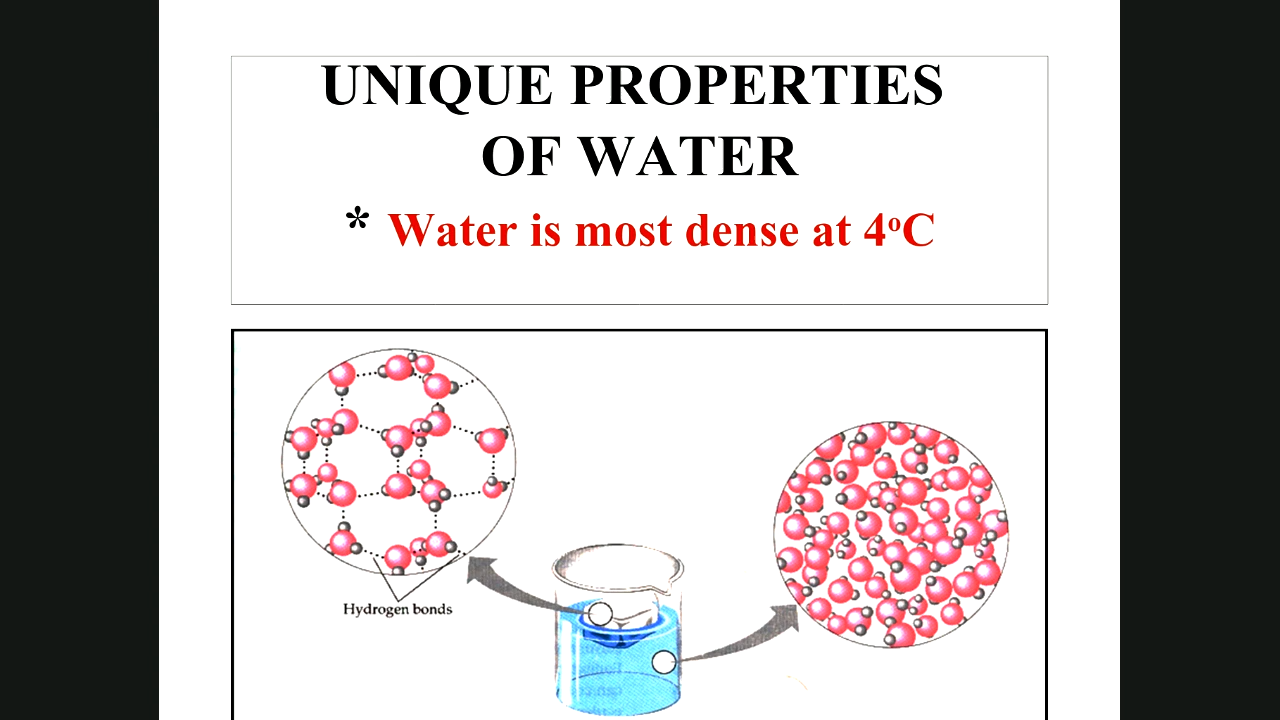 UNIQUE PROPERTIES
OF WATER
* Water is most dense at 4ºC
Hydrogen bonds